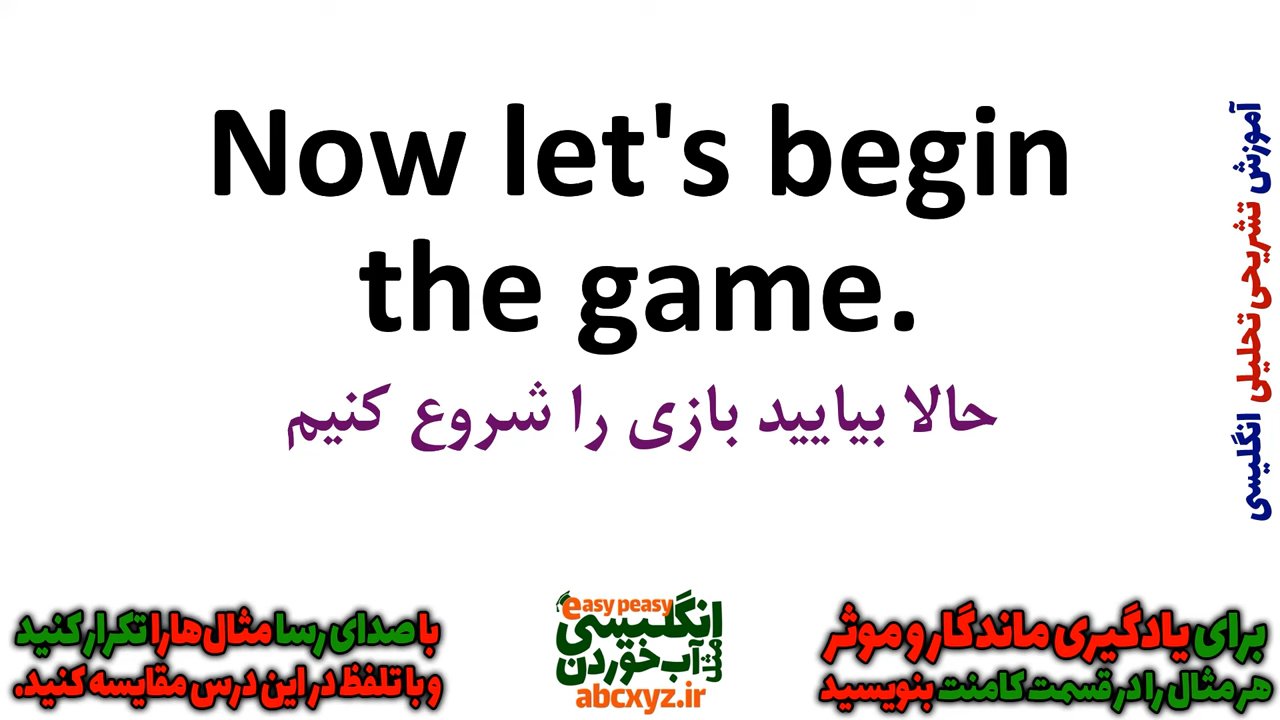 Now let's begin
the game.
حالا بیایید بازی را شروع کنیم
آموزش تشریحی تحلیلی انگلیسی
برای یادگیری ماندگار و موثر
هر مثال را در قسمت کامنت بنویسید
easy peasy
انگلیسی
مثل آب خوردن
abcxyz.ir
با صدای رسا مثال‌ها را تکرار کنید
و با تلفظ در این درس مقایسه کنید.